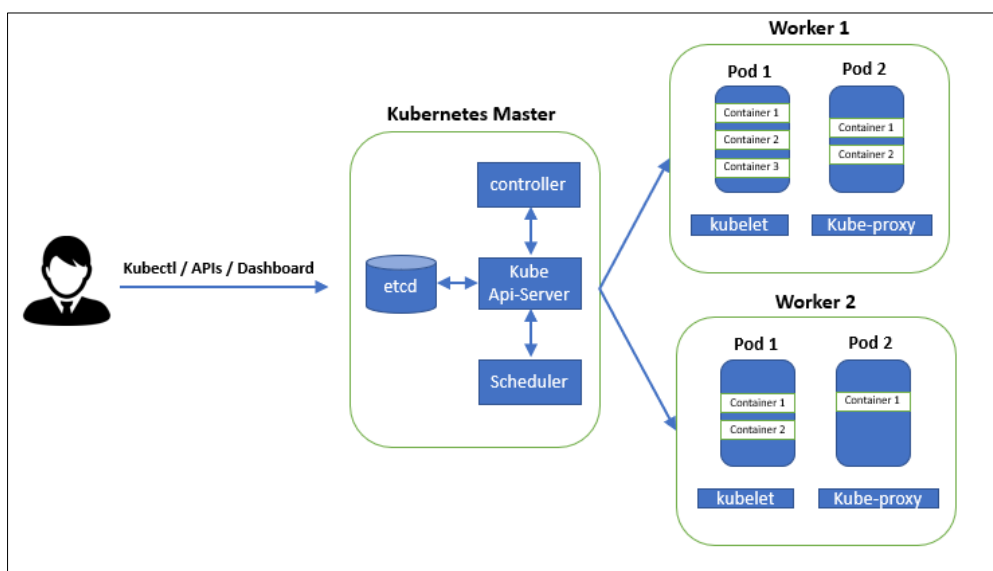 Kubectl / APIs / Dashboard
Kubernetes Master
controller
etcd
Kube
Api-Server
Scheduler
Worker 1
Pod 1
Container 1
Container 2
Container 3
Pod 2
Container 1
Container 2
kubelet
Kube-proxy
Worker 2
Pod 1
Container 1
Container 2
Pod 2
Container 1
kubelet
Kube-proxy